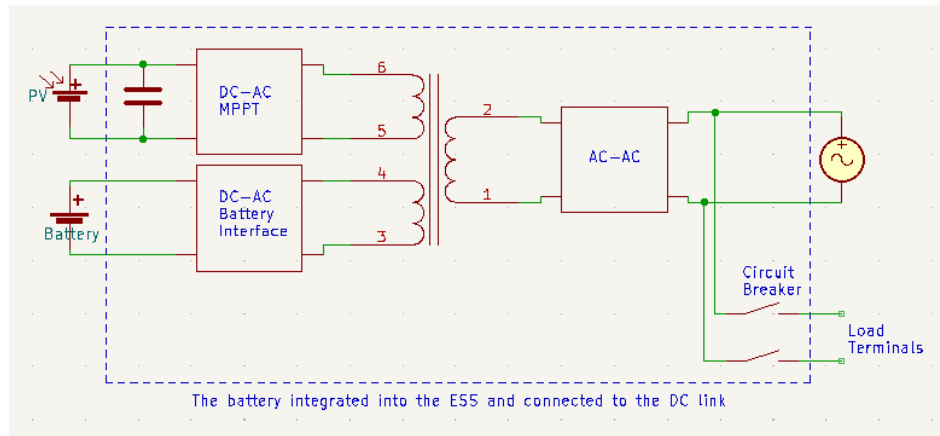 6
DC-AC
MPPT
PV
+
2
5
AC-AC
+
4
DC-AC
Battery
Interface
+
1
Battery
3
Circuit
Breaker
Load
Terminals
The battery integrated into the ESS and connected to the DC link